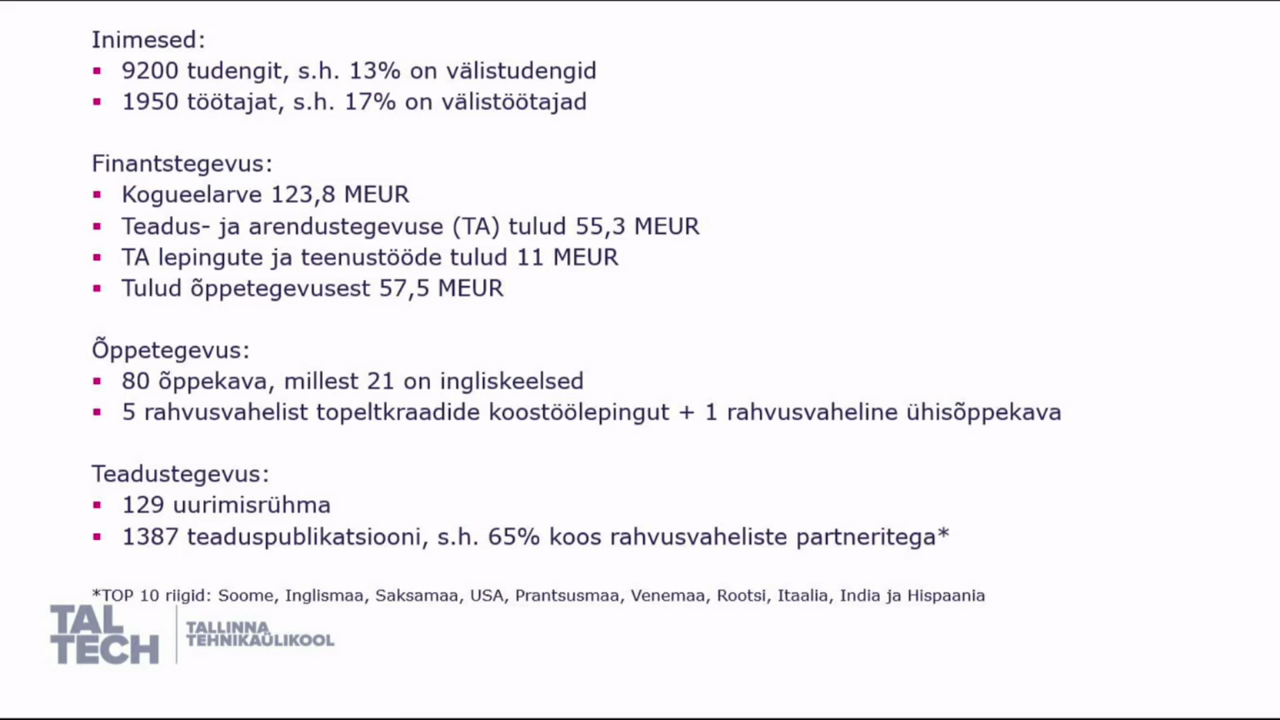 Inimesed:
▪ 9200 tudengit, s.h. 13% on välistudengid
▪ 1950 töötajat, s.h. 17% on välistöötajad
Finantstegevus:
▪ Kogueelarve 123,8 MEUR
▪ Teadus- ja arendustegevuse (TA) tulud 55,3 MEUR
▪ TA lepingute ja teenustööde tulud 11 MEUR
▪ Tulud õppetegevusest 57,5 MEUR
Õppetegevus:
▪ 80 õppekava, millest 21 on ingliskeelsed
▪ 5 rahvusvahelist topeltkraadide koostöölepingut + 1 rahvusvaheline ühisõppekava
Teadustegevus:
▪ 129 uurimisrühma
▪ 1387 teaduspublikatsiooni, s.h. 65% koos rahvusvaheliste partneritega*
*TOP 10 riigid: Soome, Inglismaa, Saksamaa, USA, Prantsusmaa, Venemaa, Rootsi, Itaalia, India ja Hispaania
TAL
TECH
TALLINNA
TEHNIKAÜLIKOOL